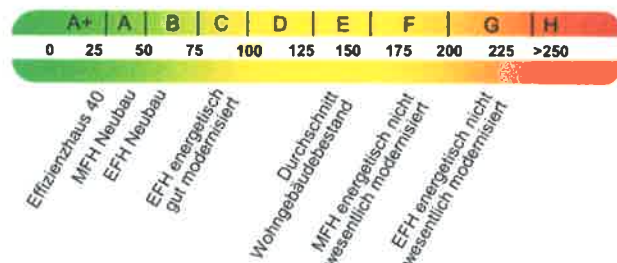 A+ A B C D E F G H
0 25 50 75 100 125 150 175 200 225 >250
Effizienzhaus 40
MFH Neubau
EFH Neubau
EFH energetisch
gut modernisiert
Durchschnitt
Wohngebäudebestand
MFH energetisch nicht
wesentlich modernisiert
EFH energetisch nicht
wesentlich modernisiert